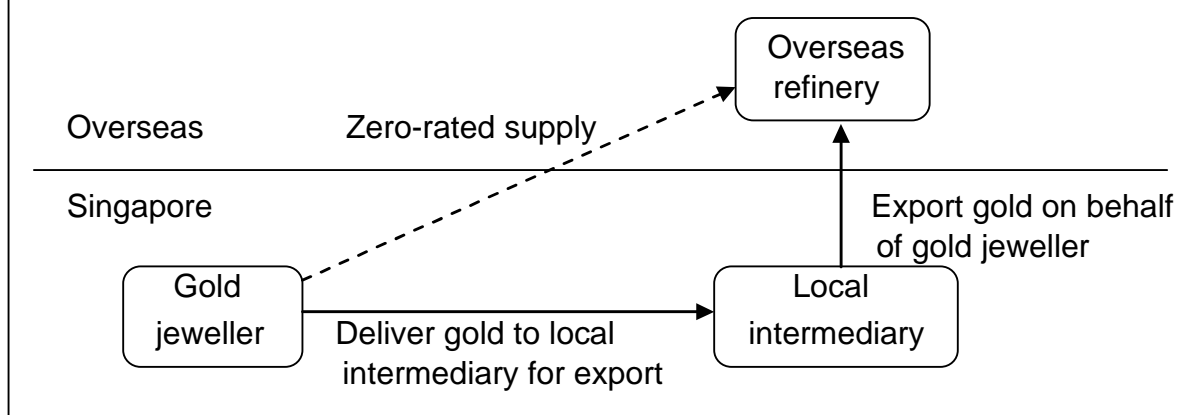 Overseas
refinery
Overseas
Zero-rated supply
Singapore
Export gold on behalf
of gold jeweller
Gold
jeweller
Local
intermediary
Deliver gold to local
intermediary for export